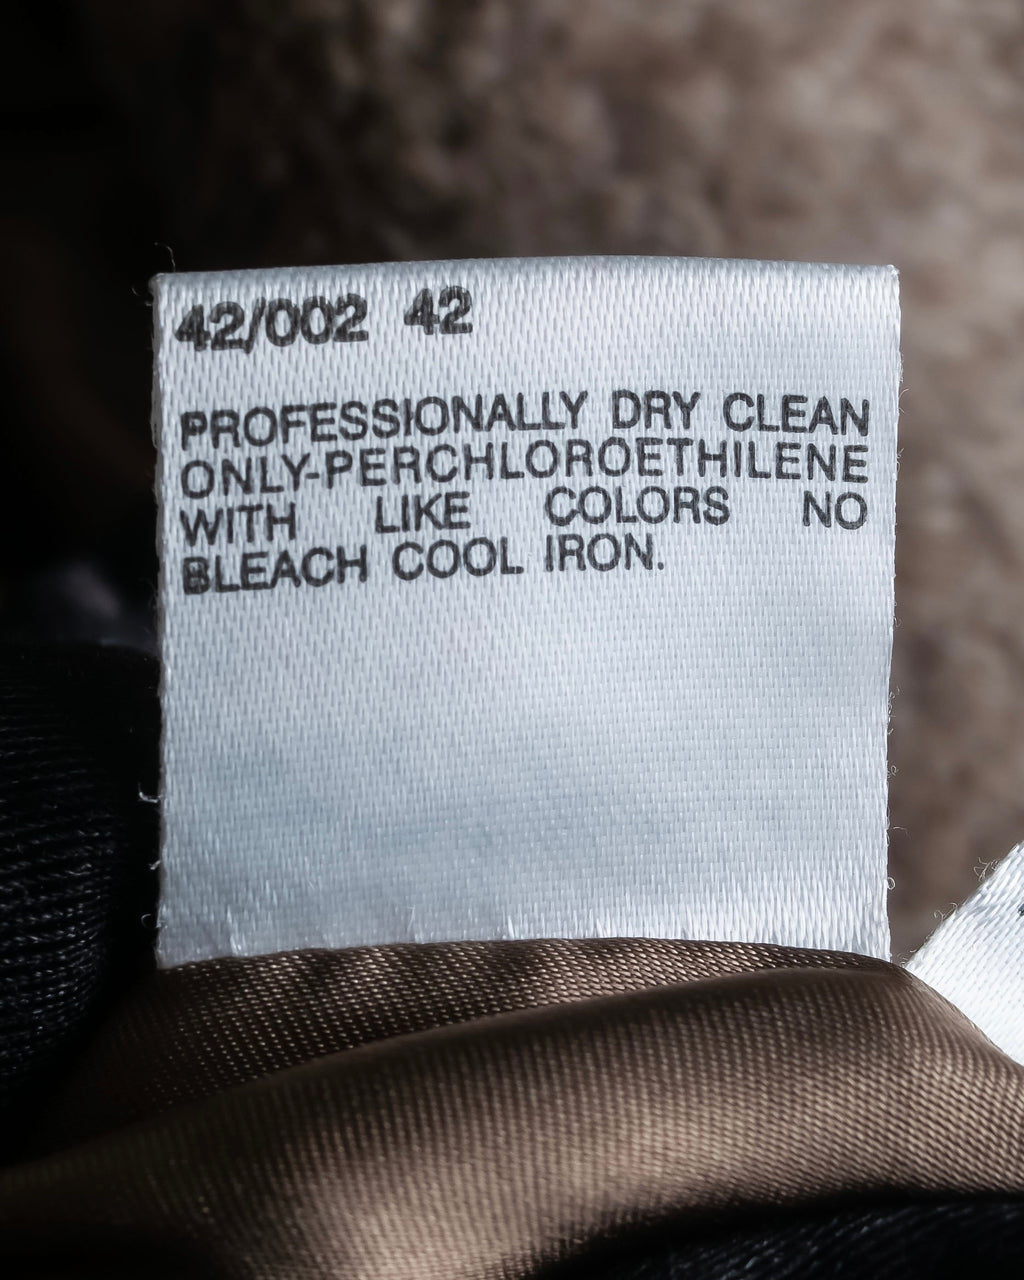 42/002 42
PROFESSIONALLY DRY CLEAN
ONLY-PERCHLOROETHILENE
WITH LIKE COLORS NO
BLEACH COOL IRON.